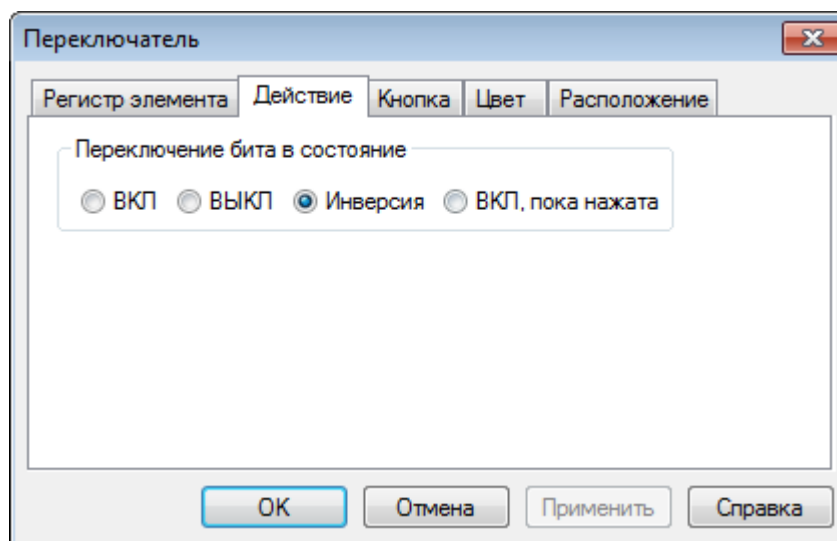 Переключатель
Регистр элемента Действие Кнопка Цвет Расположение
Переключение бита в состояние
ВКЛ ВЫКЛ Инверсия ВКЛ, пока нажата
OK Отмена Применить Справка